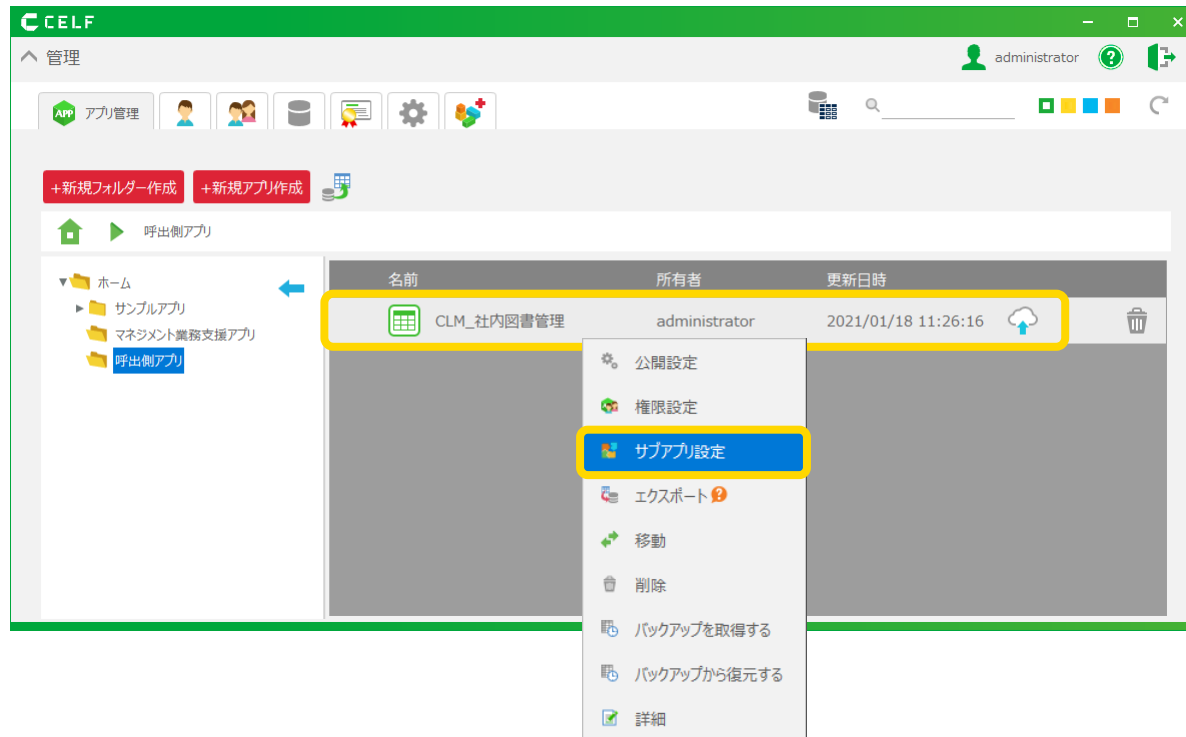 CELF
管理
administrator
アプリ管理
+新規フォルダー作成 +新規アプリ作成
呼出側アプリ
ホーム
サンプルアプリ
マネジメント業務支援アプリ
呼出側アプリ
名前 所有者 更新日時
CLM_社内図書管理 administrator 2021/01/18 11:26:16
公開設定
権限設定
サブアプリ設定
エクスポート
移動
削除
バックアップを取得する
バックアップから復元する
詳細